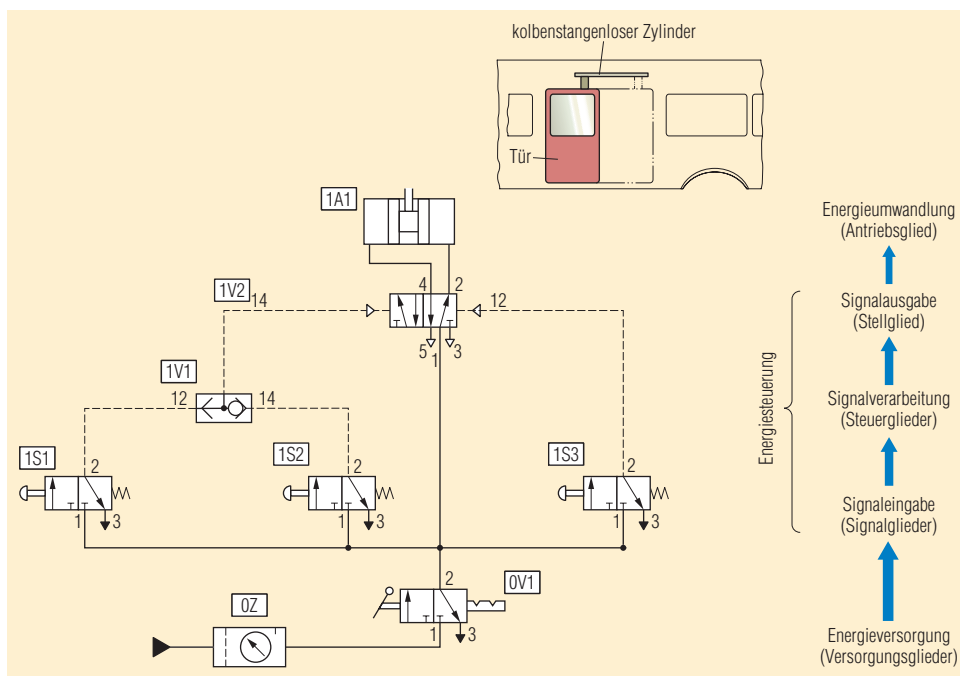 kolbenstangenloser Zylinder
Tür
1A1
4 2
1V2
14
12
5 1 3
1V1
12 14
1S1
2
1 3
1S2
2
1 3
1S3
2
1 3
0V1
2
1 3
0Z
Energieumwandlung
(Antriebsglied)
Signalausgabe
(Stellglied)
Signalverarbeitung
(Steuerglieder)
Signaleingabe
(Signalglieder)
Energieversorgung
(Versorgungsglieder)
Energiesteuerung